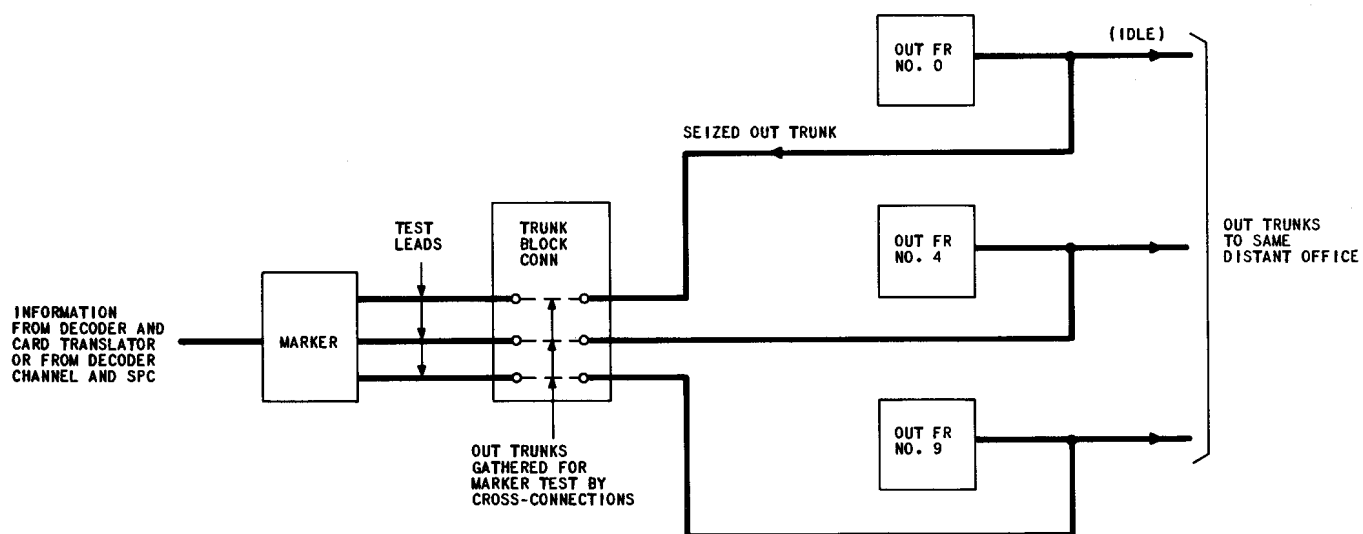 OUT FR
NO. 0
(IDLE)
SEIZED OUT TRUNK
TEST
LEADS
TRUNK
BLOCK
CONN
OUT FR
NO. 4
OUT TRUNKS
TO SAME
DISTANT OFFICE
INFORMATION
FROM DECODER AND
CARD TRANSLATOR
OR FROM DECODER
CHANNEL AND SPC
MARKER
OUT TRUNKS
GATHERED FOR
MARKER TEST BY
CROSS-CONNECTIONS
OUT FR
NO. 9